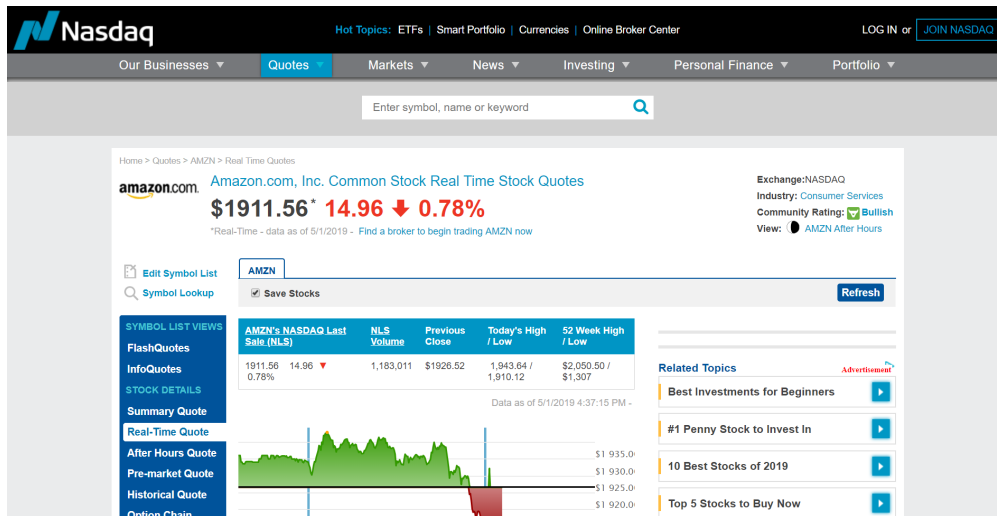 Nasdaq
Hot Topics: ETFs | Smart Portfolio | Currencies | Online Broker Center
LOG IN or JOIN NASDAQ
Our Businesses ▼ Quotes ▼ Markets ▼ News ▼ Investing ▼ Personal Finance ▼ Portfolio ▼
Enter symbol, name or keyword
Home > Quotes > AMZN > Real Time Quotes
amazon.com.
Amazon.com, Inc. Common Stock Real Time Stock Quotes
$1911.56* 14.96 0.78%
*Real-Time - data as of 5/1/2019 - Find a broker to begin trading AMZN now
Exchange:NASDAQ
Industry: Consumer Services
Community Rating: Bullish
View: AMZN After Hours
Edit Symbol List
Symbol Lookup
AMZN
Save Stocks
Refresh
SYMBOL LIST VIEWS
FlashQuotes
InfoQuotes
STOCK DETAILS
Summary Quote
Real-Time Quote
After Hours Quote
Pre-market Quote
Historical Quote
Option Chain
AMZN's NASDAQ Last Sale (NLS)
NLS Volume
Previous Close
Today's High / Low
52 Week High / Low
1911.56 14.96 ▼ 0.78%
1,183,011
$1926.52
1,943.64 / 1,910.12
$2,050.50 / $1,307
Data as of 5/1/2019 4:37:15 PM -
$1 935.0
$1 930.0
$1 925.0
$1 920.0
Related Topics
Advertisement
Best Investments for Beginners
#1 Penny Stock to Invest In
10 Best Stocks of 2019
Top 5 Stocks to Buy Now